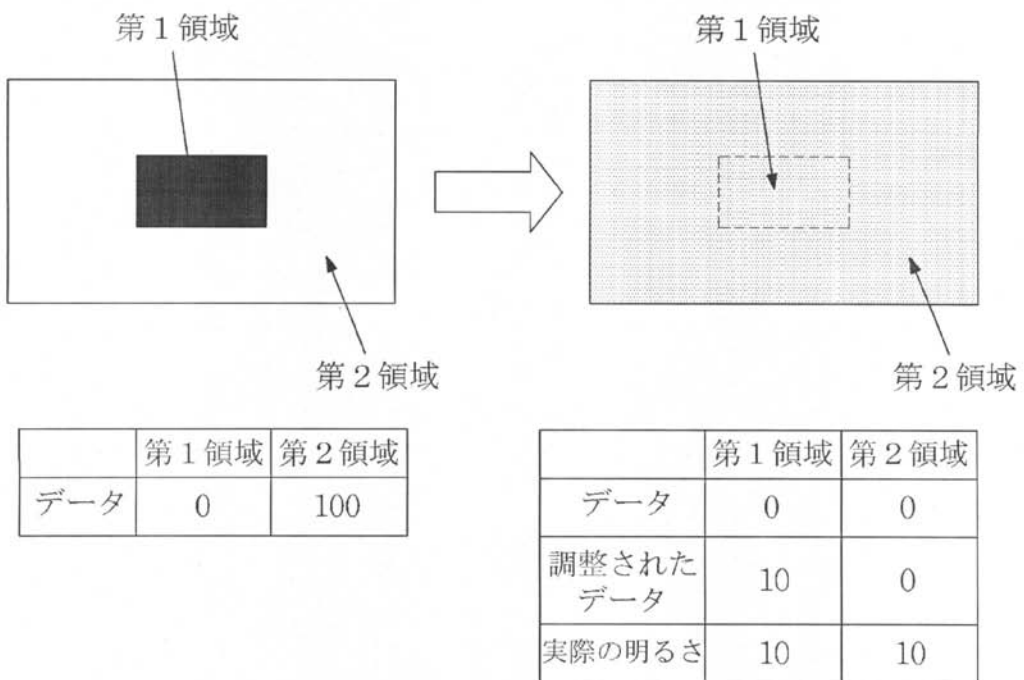 第1領域
第1領域
第2領域
第2領域
第1領域 第2領域
データ 0 100
第1領域 第2領域
データ 0 0
調整された
データ 10 0
実際の明るさ 10 10